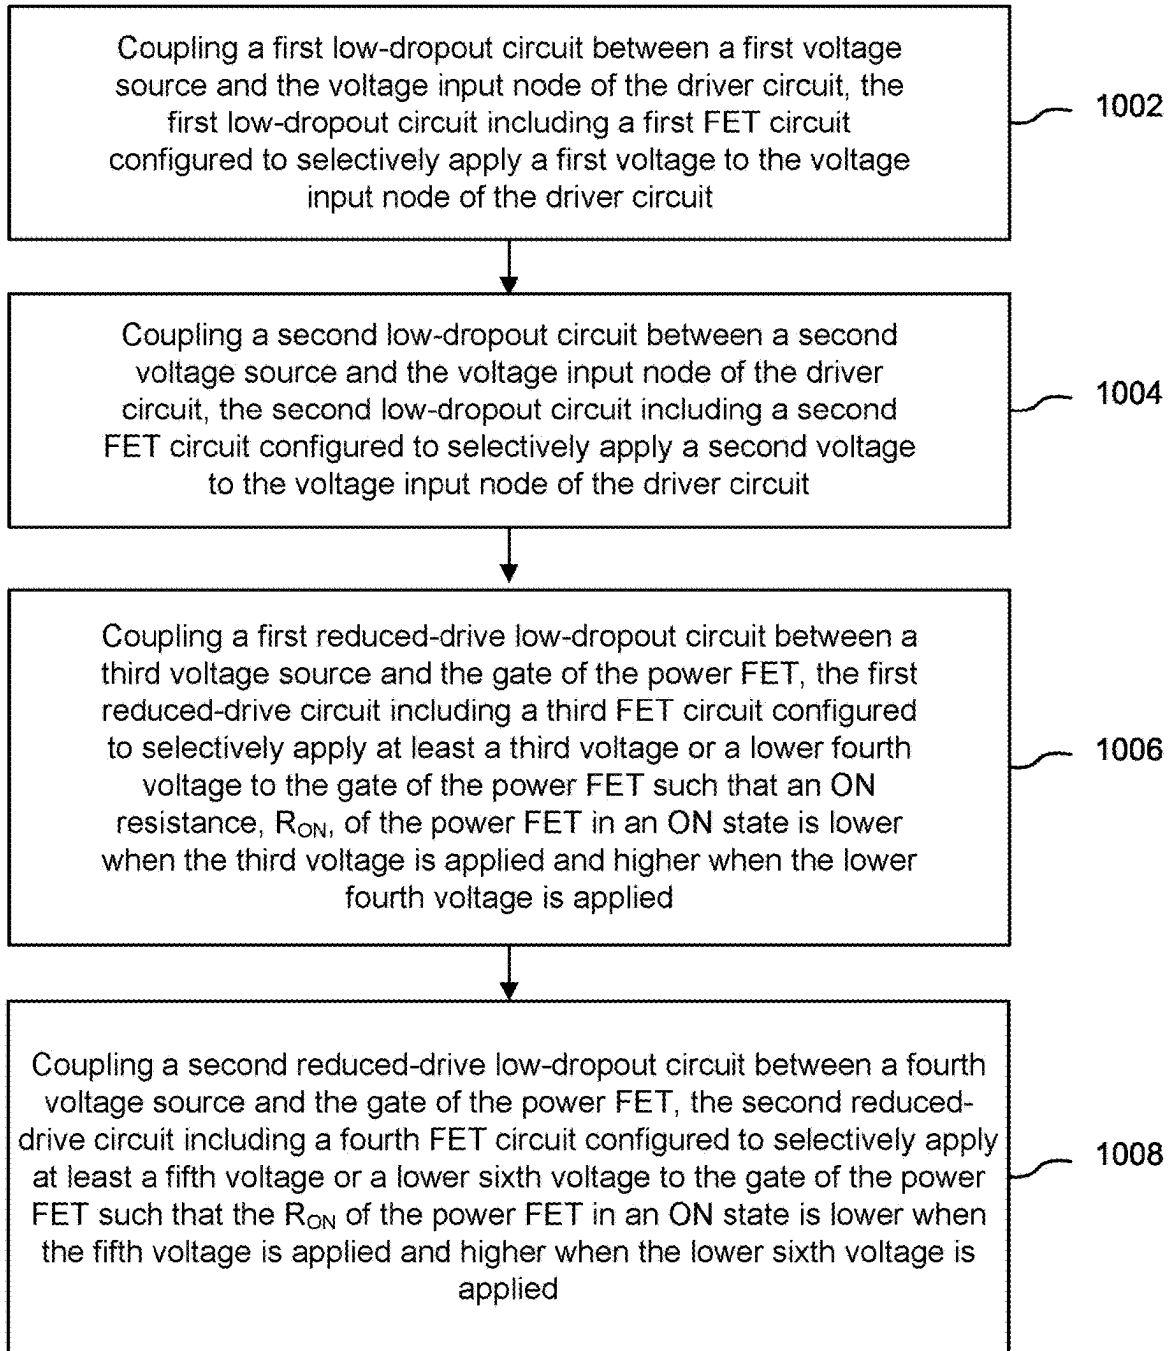 Coupling a first low-dropout circuit between a first voltage
source and the voltage input node of the driver circuit, the
first low-dropout circuit including a first FET circuit
configured to selectively apply a first voltage to the voltage
input node of the driver circuit
1002
Coupling a second low-dropout circuit between a second
voltage source and the voltage input node of the driver
circuit, the second low-dropout circuit including a second
FET circuit configured to selectively apply a second voltage
to the voltage input node of the driver circuit
1004
Coupling a first reduced-drive low-dropout circuit between a
third voltage source and the gate of the power FET, the first
reduced-drive circuit including a third FET circuit configured
to selectively apply at least a third voltage or a lower fourth
voltage to the gate of the power FET such that an ON
resistance, RON, of the power FET in an ON state is lower
when the third voltage is applied and higher when the lower
fourth voltage is applied
1006
Coupling a second reduced-drive low-dropout circuit between a fourth
voltage source and the gate of the power FET, the second reduced-
drive circuit including a fourth FET circuit configured to selectively apply
at least a fifth voltage or a lower sixth voltage to the gate of the power
FET such that the RON of the power FET in an ON state is lower when
the fifth voltage is applied and higher when the lower sixth voltage is
applied
1008